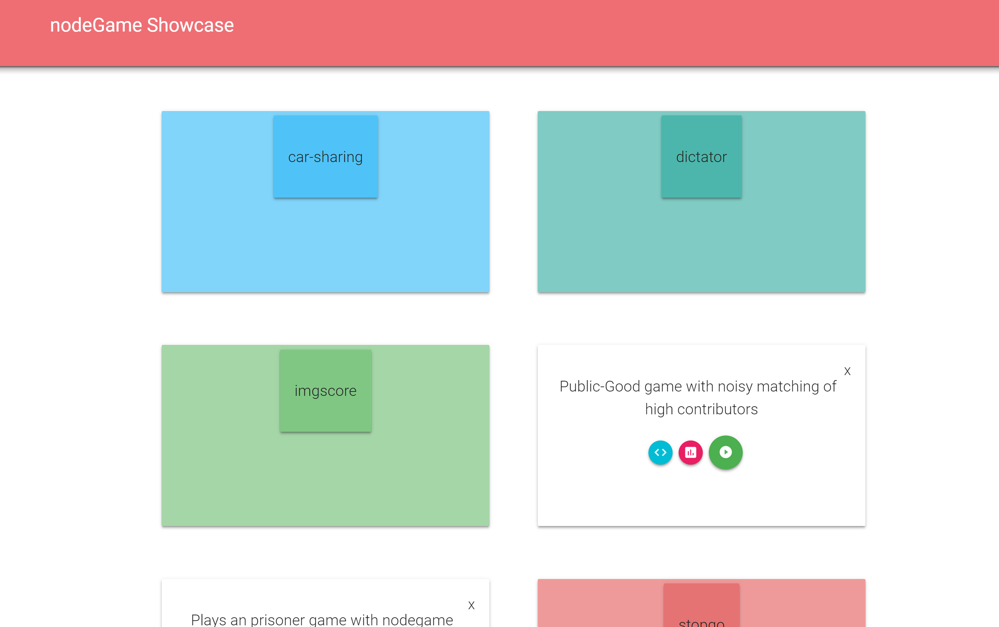 nodeGame Showcase
car-sharing
dictator
imgscore
X
Public-Good game with noisy matching of
high contributors
X
Plays an prisoner game with nodegame
stopgo